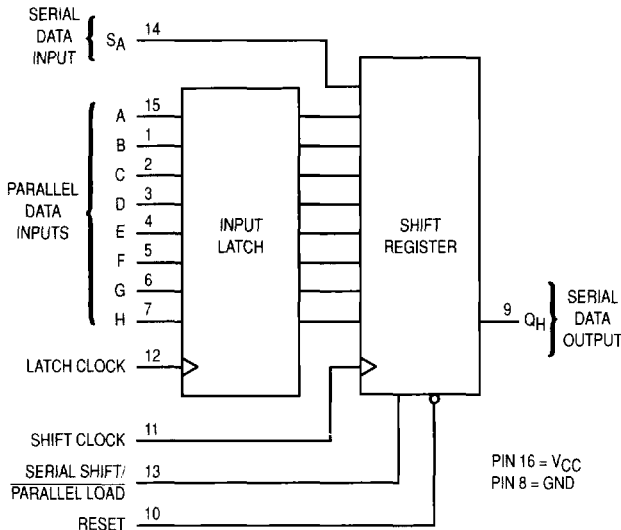 SERIAL
DATA
INPUT
SA 14
PARALLEL
DATA
INPUTS
A 15
B 1
C 2
D 3
E 4
F 5
G 6
H 7
INPUT
LATCH
SHIFT
REGISTER
9 QH
SERIAL
DATA
OUTPUT
LATCH CLOCK 12
SHIFT CLOCK 11
SERIAL SHIFT/
PARALLEL LOAD 13
RESET 10
PIN 16 = VCC
PIN 8 = GND